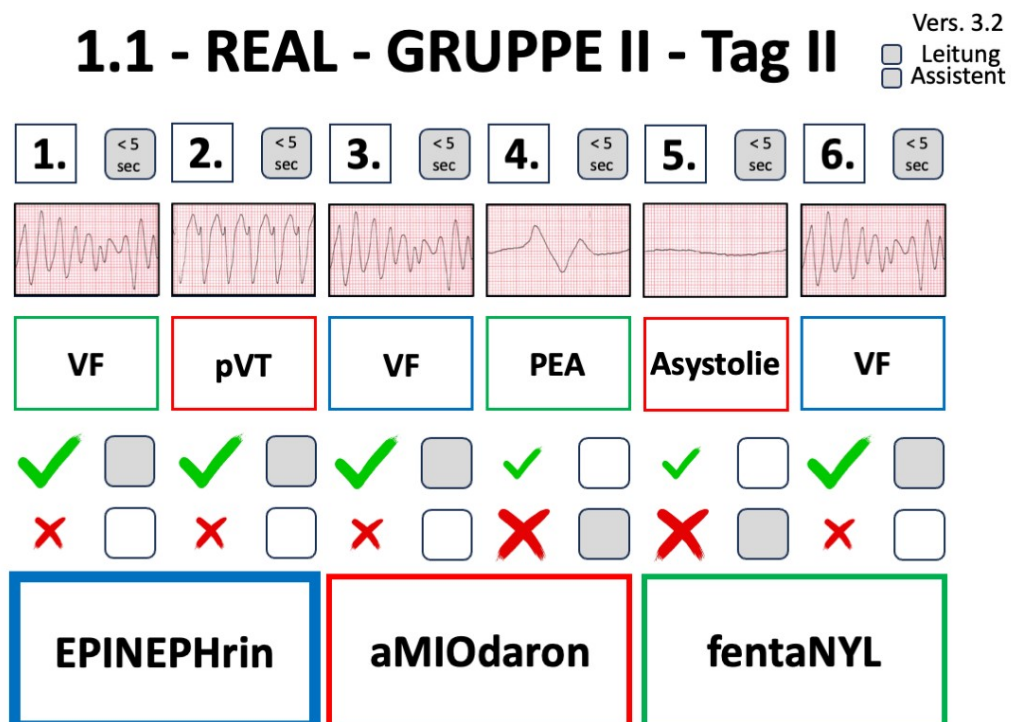 1.1 - REAL - GRUPPE II - Tag II
Vers. 3.2
Leitung
Assistent
1. < 5 sec 2. < 5 sec 3. < 5 sec 4. < 5 sec 5. < 5 sec 6. < 5 sec
VF pVT VF PEA Asystolie VF
EPINEPHrin aMIOdaron fentaNYL